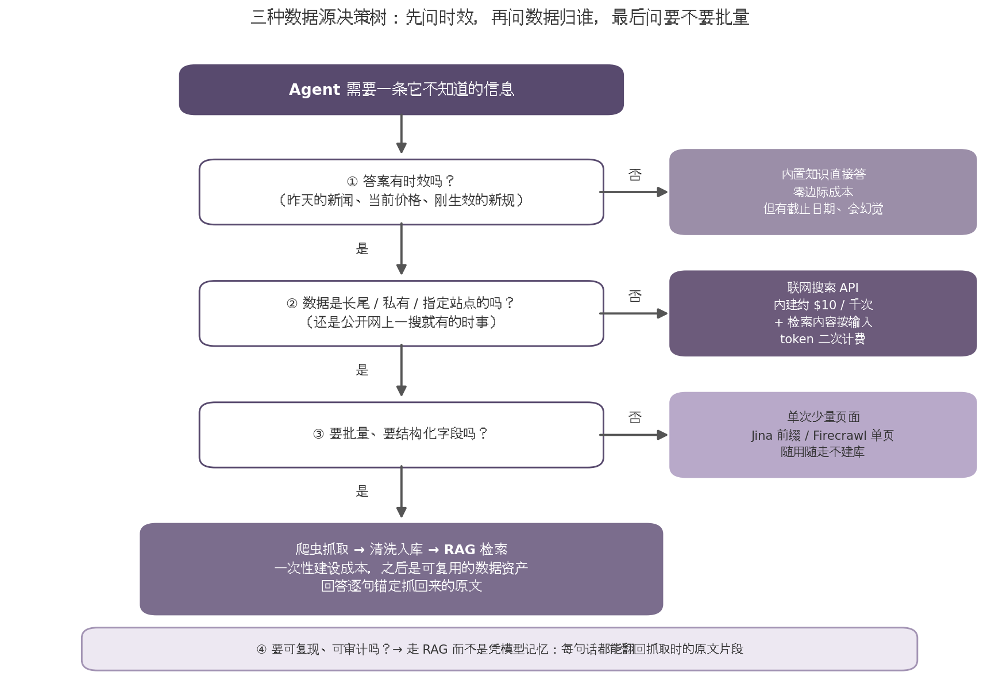 三种数据源决策树：先问时效，再问数据归谁，最后问要不要批量
Agent 需要一条它不知道的信息
① 答案有时效吗？
（昨天的新闻、当前价格、刚生效的新规）
否
内置知识直接答
零边际成本
但有截止日期、会幻觉
是
② 数据是长尾 / 私有 / 指定站点的吗？
（还是公开网上一搜就有的时事）
否
联网搜索 API
内建约 $10 / 千次
+ 检索内容按输入
token 二次计费
是
③ 要批量、要结构化字段吗？
否
单次少量页面
Jina 前缀 / Firecrawl 单页
随用随走不建库
是
爬虫抓取 → 清洗入库 → RAG 检索
一次性建设成本，之后是可复用的数据资产
回答逐句锚定抓回来的原文
④ 要可复现、可审计吗？→ 走 RAG 而不是凭模型记忆：每句话都能翻回抓取时的原文片段